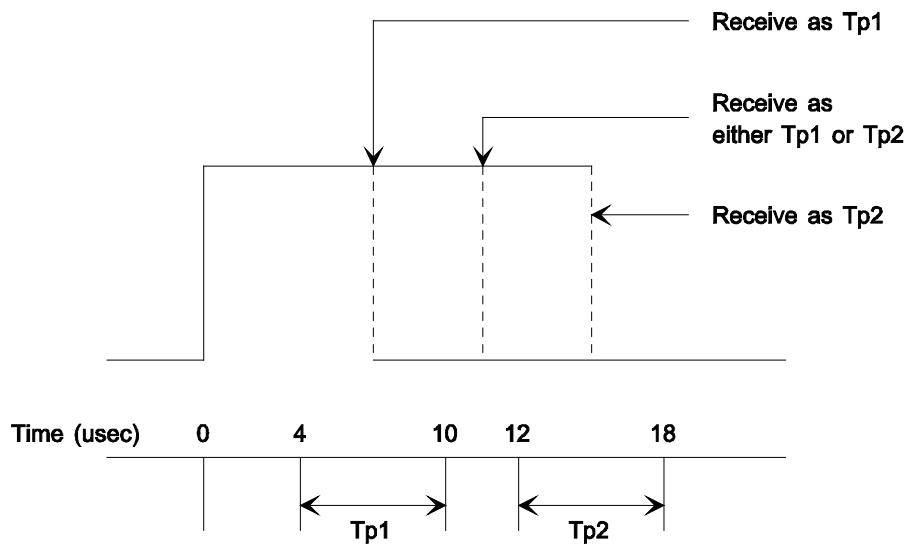 Receive as Tp1
Receive as
either Tp1 or Tp2
Receive as Tp2
Time (usec) 0 4 10 12 18
Tp1 Tp2